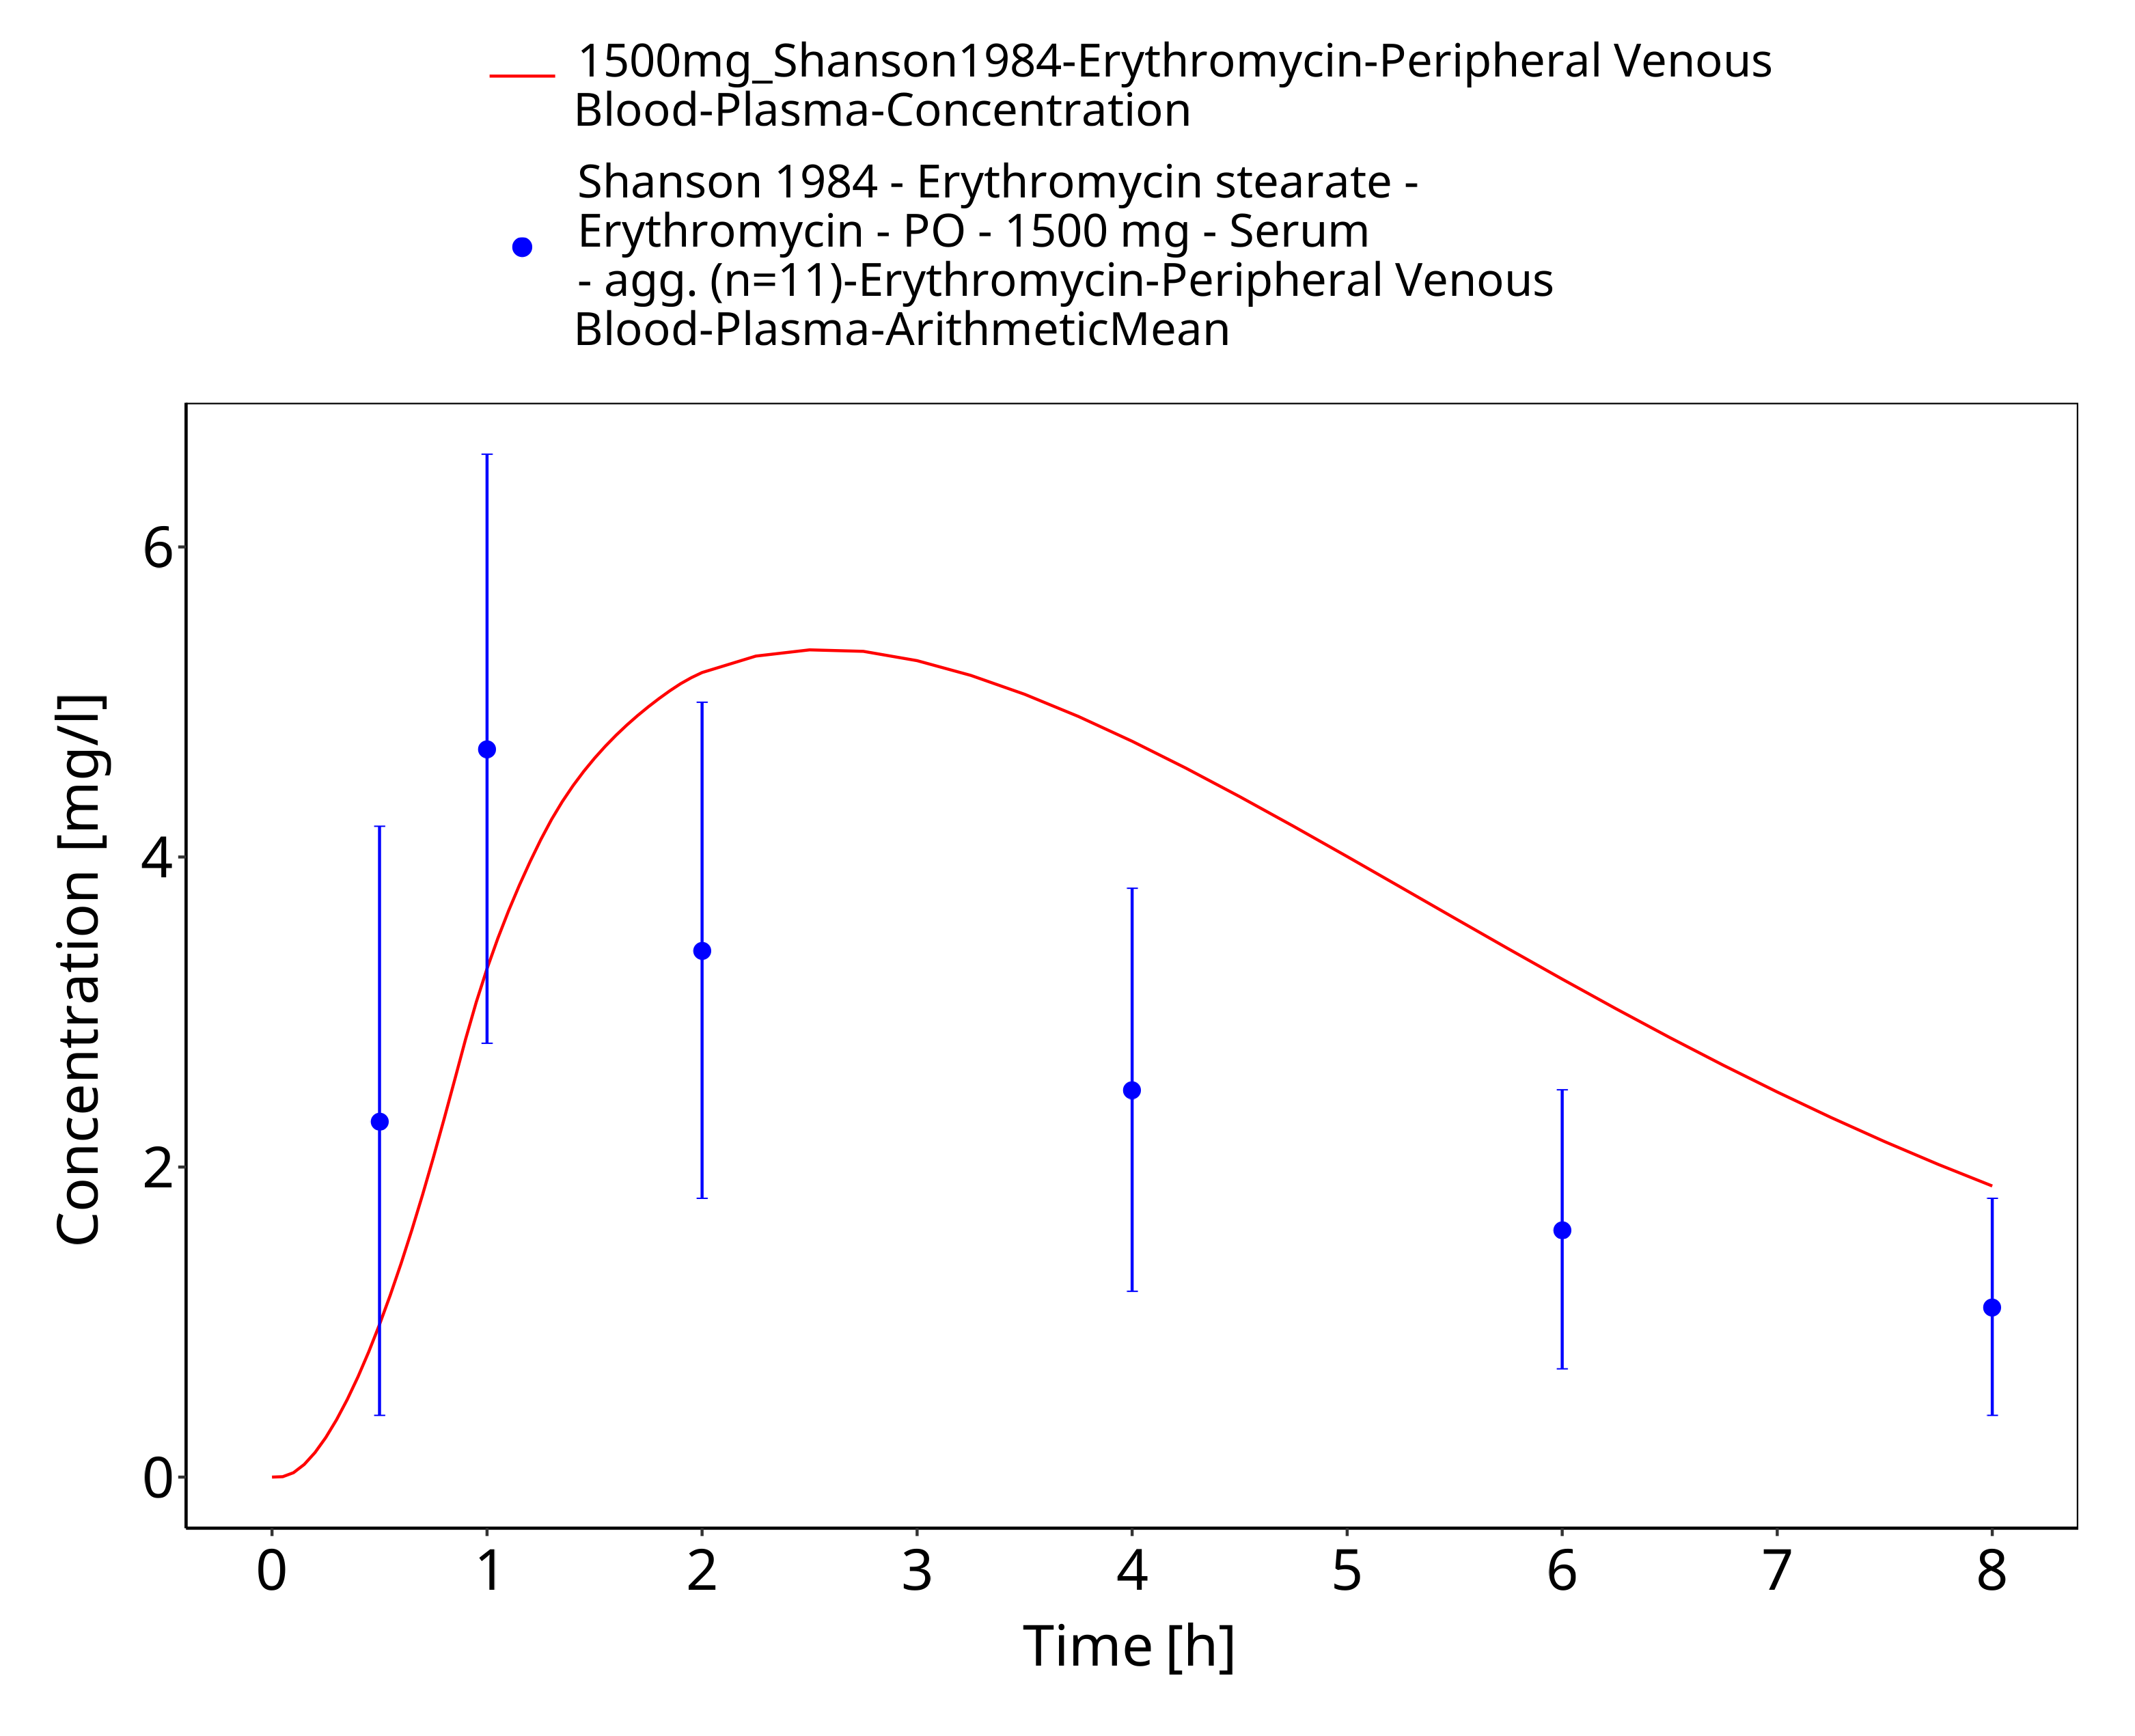 1500mg_Shanson1984-Erythromycin-Peripheral Venous
Blood-Plasma-Concentration
Shanson 1984 - Erythromycin stearate -
Erythromycin - PO - 1500 mg - Serum
- agg. (n=11)-Erythromycin-Peripheral Venous
Blood-Plasma-ArithmeticMean
Concentration [mg/l]
6
4
2
0
0 1 2 3 4 5 6 7 8
Time [h]